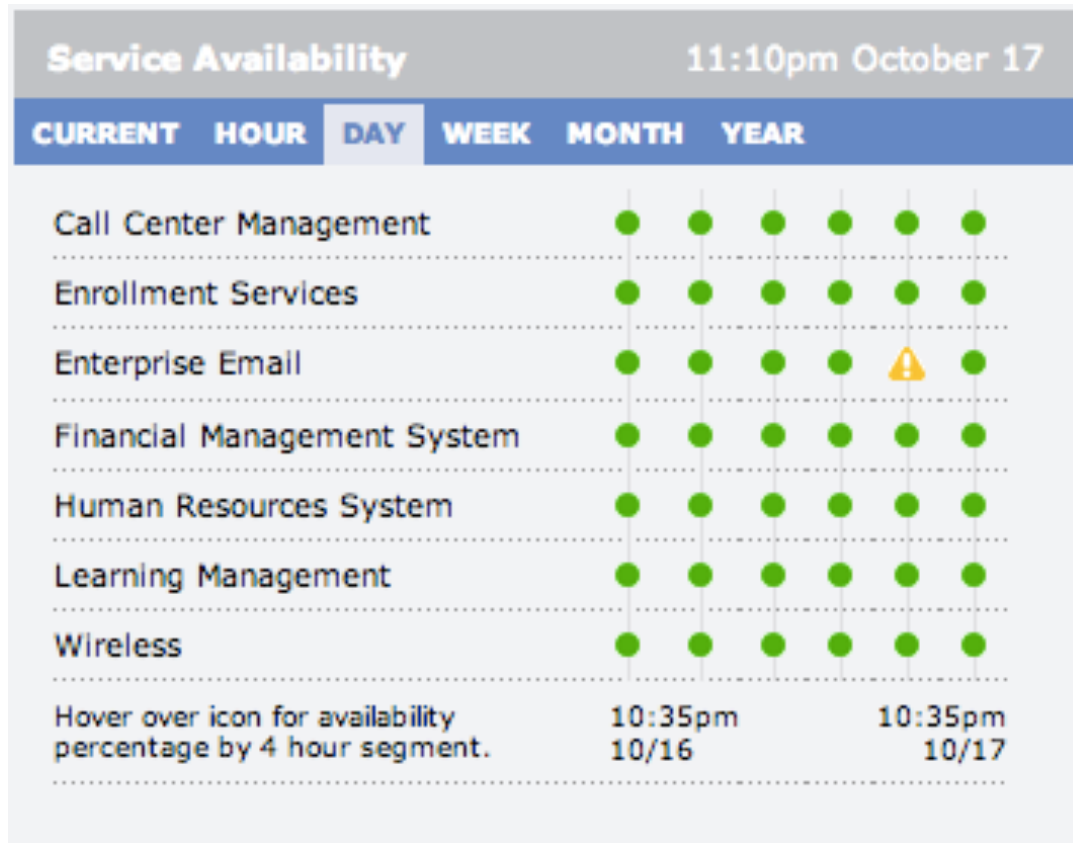 Service Availability 11:10pm October 17
CURRENT HOUR DAY WEEK MONTH YEAR
Call Center Management
Enrollment Services
Enterprise Email
Financial Management System
Human Resources System
Learning Management
Wireless
Hover over icon for availability
percentage by 4 hour segment.
10:35pm
10/16
10:35pm
10/17